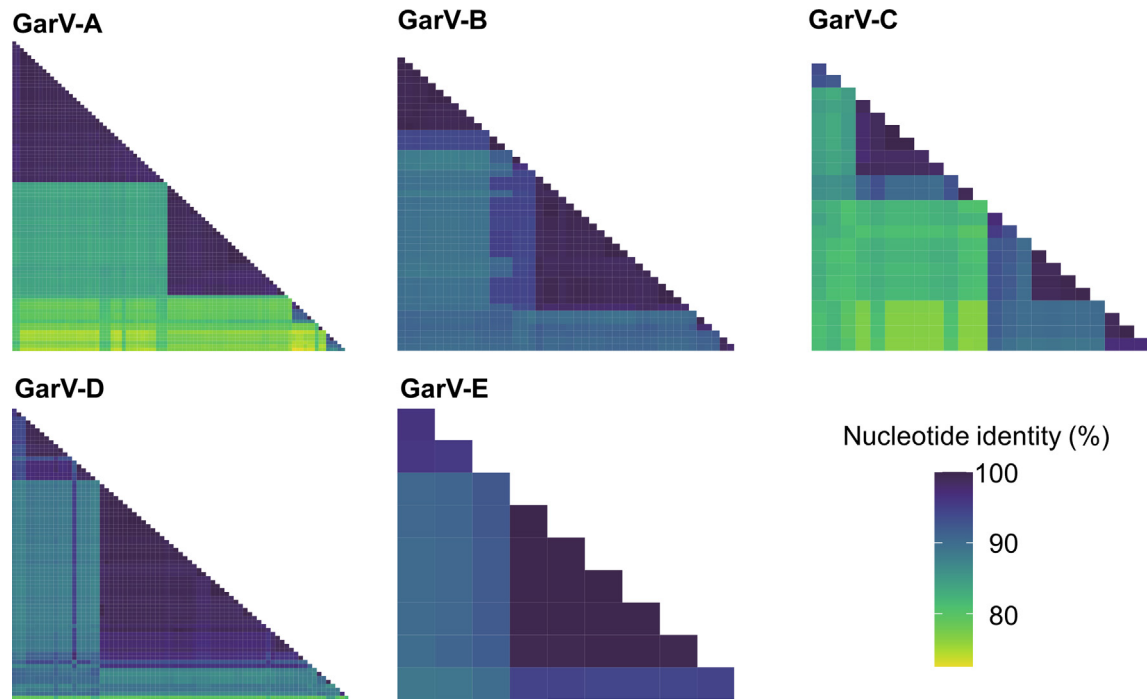 GarV-A
GarV-B
GarV-C
GarV-D
GarV-E
Nucleotide identity (%)
100
90
80